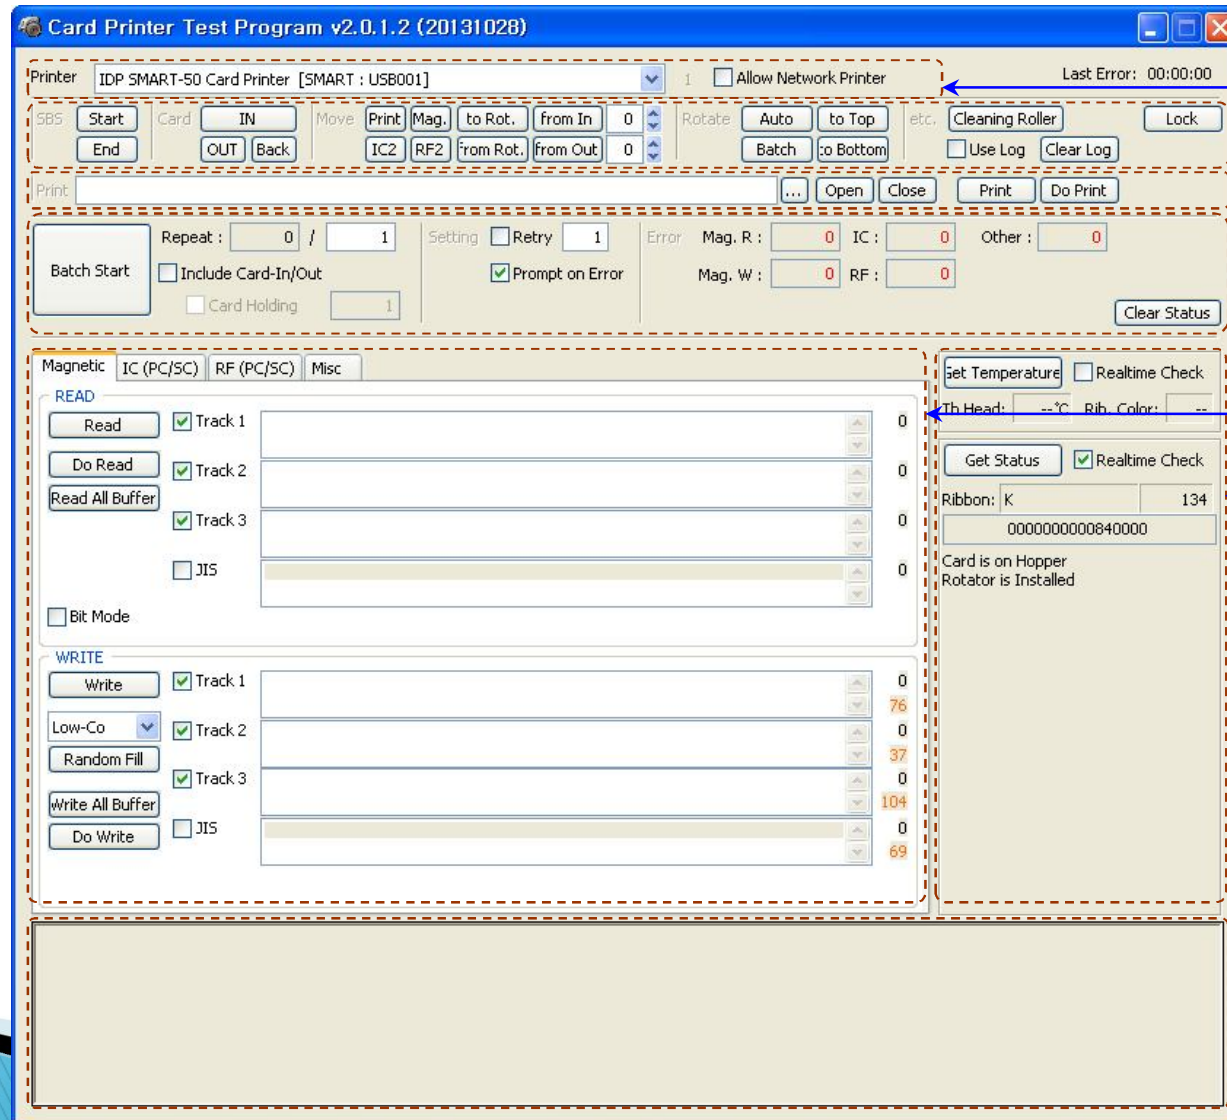 Card Printer Test Program v2.0.1.2 (20131028)
Printer IDP SMART-50 Card Printer [SMART : USB001] 1 Allow Network Printer Last Error: 00:00:00
SBS Start Card IN Move Print Mag. to Rot. from In 0 Rotate Auto to Top etc. Cleaning Roller Lock
End OUT Back IC2 RF2 from Rot. from Out 0 Batch to Bottom Use Log Clear Log
Print ... Open Close Print Do Print
Batch Start Repeat : 0 / 1 Setting Retry 1 Error Mag. R : 0 IC : 0 Other : 0
Include Card-In/Out Prompt on Error Mag. W : 0 RF : 0
Card Holding 1
Clear Status
Magnetic IC (PC/SC) RF (PC/SC) Misc
READ
Read Track 1 0
Do Read Track 2 0
Read All Buffer
Track 3 0
JIS 0
Bit Mode
WRITE
Write Track 1 0
76
Low-Co Track 2 0
37
Random Fill
Track 3 0
104
Write All Buffer
JIS 0
Do Write
69
Get Temperature Realtime Check
Th Head: --°C Rib. Color: --
Get Status Realtime Check
Ribbon: K 134
0000000000840000
Card is on Hopper
Rotator is Installed